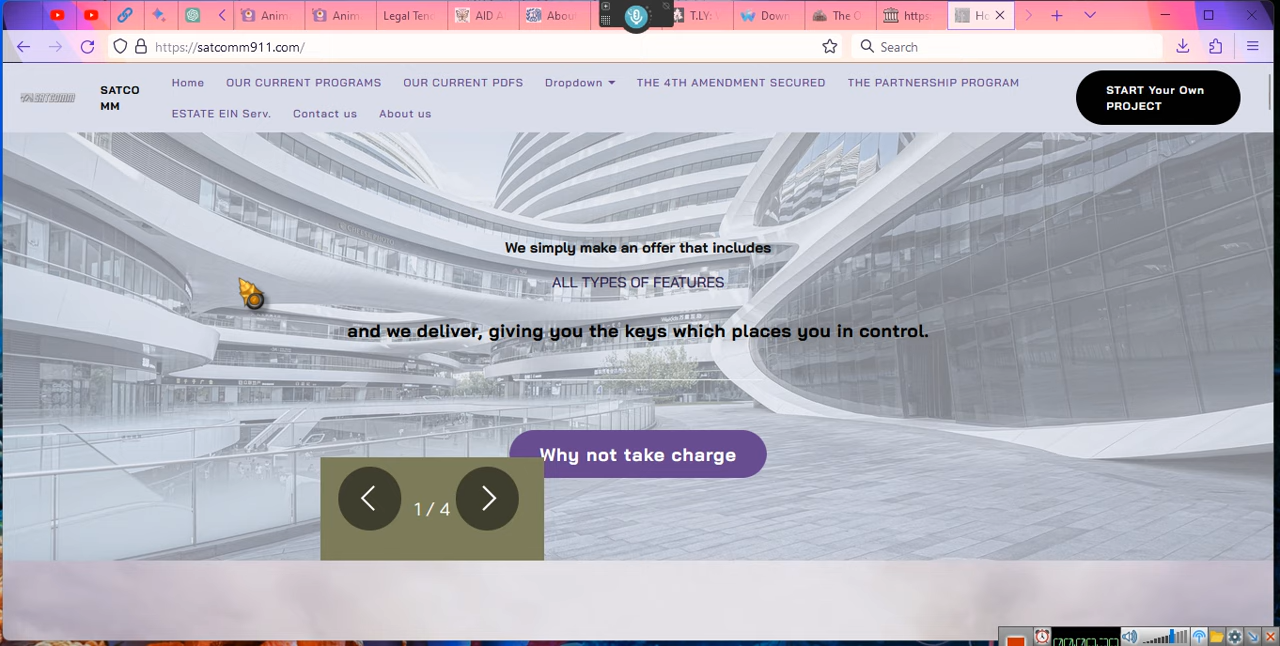 Anim
Anim
Legal Ten
AID A
About
T.LY:
Down
The O
https:
Ho
https://satcomm911.com/
Search
SATCOMM
SATCO
MM
Home
OUR CURRENT PROGRAMS
OUR CURRENT PDFS
Dropdown
THE 4TH AMENDMENT SECURED
THE PARTNERSHIP PROGRAM
START Your Own
PROJECT
ESTATE EIN Serv.
Contact us
About us
We simply make an offer that includes
ALL TYPES OF FEATURES
and we deliver, giving you the keys which places you in control.
Why not take charge
1 / 4